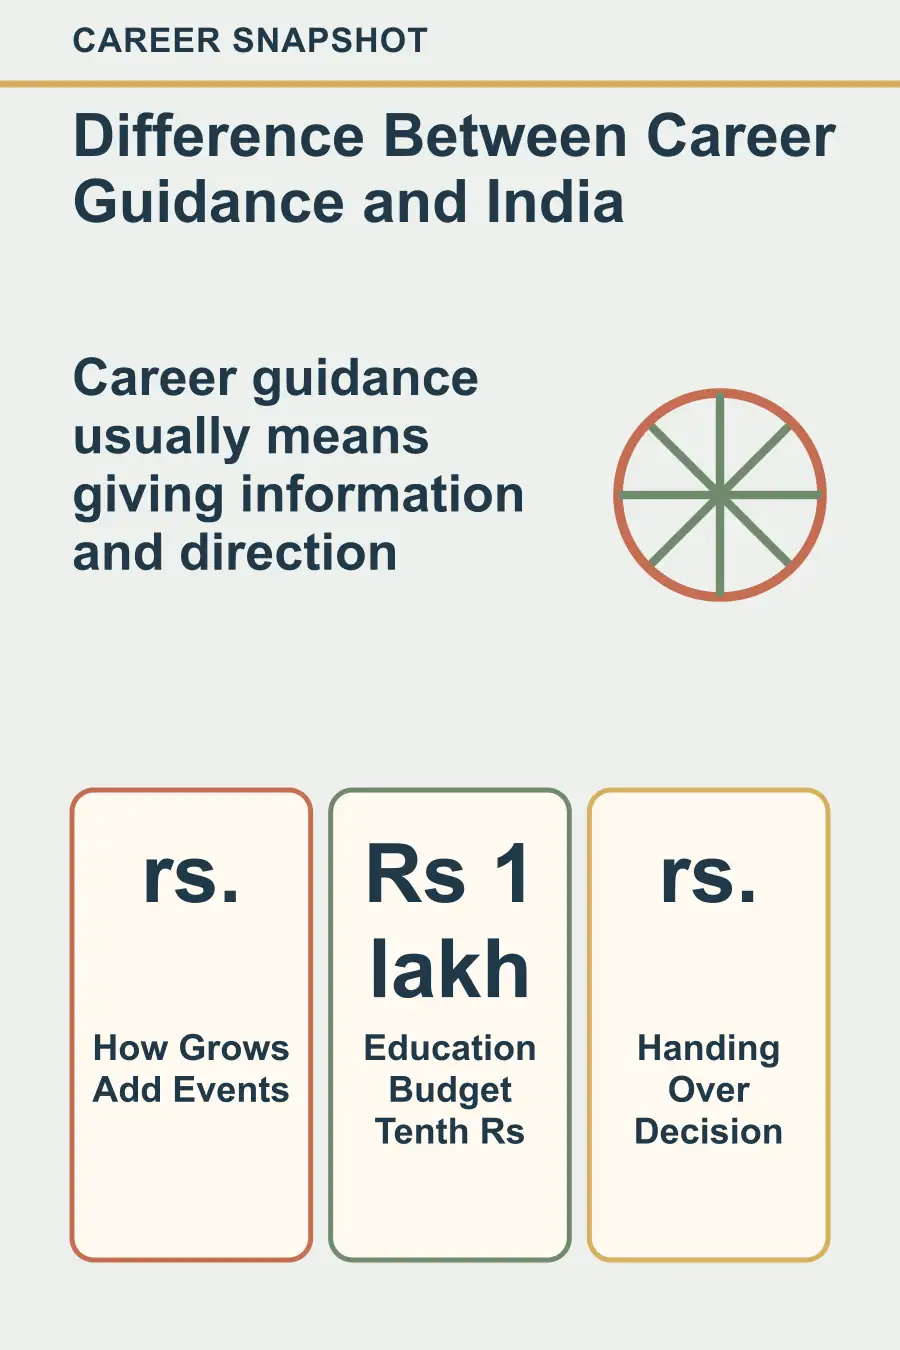 CAREER SNAPSHOT
Difference Between Career
Guidance and India
Career guidance
usually means
giving information
and direction
rs.
How Grows
Add Events
Rs 1
lakh
Education
Budget
Tenth Rs
rs.
Handing
Over
Decision